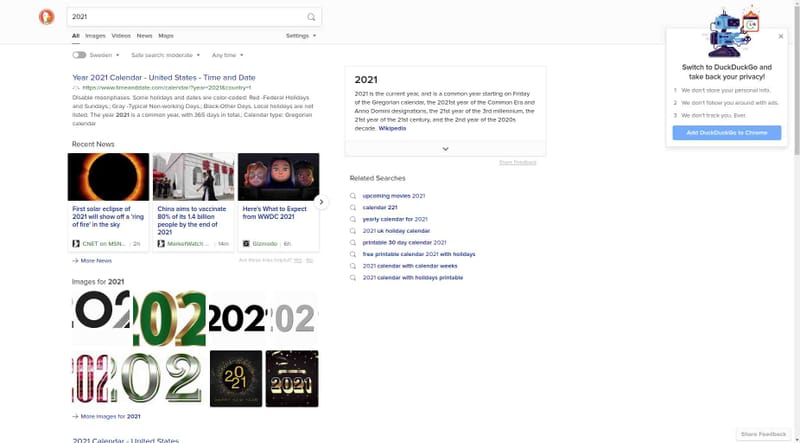 2021
All Images Videos News Maps Settings
Sweden Safe search: moderate Any time
Year 2021 Calendar - United States - Time and Date
https://www.timeanddate.com/calendar/?year=2021&country=1
Disable moonphases. Some holidays and dates are color-coded: Red -Federal Holidays
and Sundays.; Gray -Typical Non-working Days.; Black-Other Days. Local holidays are not
listed. The year 2021 is a common year, with 365 days in total.; Calendar type: Gregorian
calendar
Recent News
First solar eclipse of
2021 will show off a 'ring
of fire' in the sky
CNET on MSN... 2h
China aims to vaccinate
80% of its 1.4 billion
people by the end of
2021
MarketWatch ... 14m
Here's What to Expect
from WWDC 2021
Gizmodo 6h
More News
Are these links helpful? Yes No
Images for 2021
202
2021
202
202
2021
HAPPY NEW YEAR
2021
More Images for 2021
2021 Calendar - United States
2021
2021 is the current year, and is a common year starting on Friday
of the Gregorian calendar, the 2021st year of the Common Era and
Anno Domini designations, the 21st year of the 3rd millennium, the
21st year of the 21st century, and the 2nd year of the 2020s
decade. Wikipedia
Share Feedback
Related Searches
upcoming movies 2021
calendar 221
yearly calendar for 2021
2021 uk holiday calendar
printable 30 day calendar 2021
free printable calendar 2021 with holidays
2021 calendar with calendar weeks
2021 calendar with holidays printable
Switch to DuckDuckGo and
take back your privacy!
1 We don't store your personal info.
2 We don't follow you around with ads.
3 We don't track you. Ever.
Add DuckDuckGo to Chrome
Share Feedback